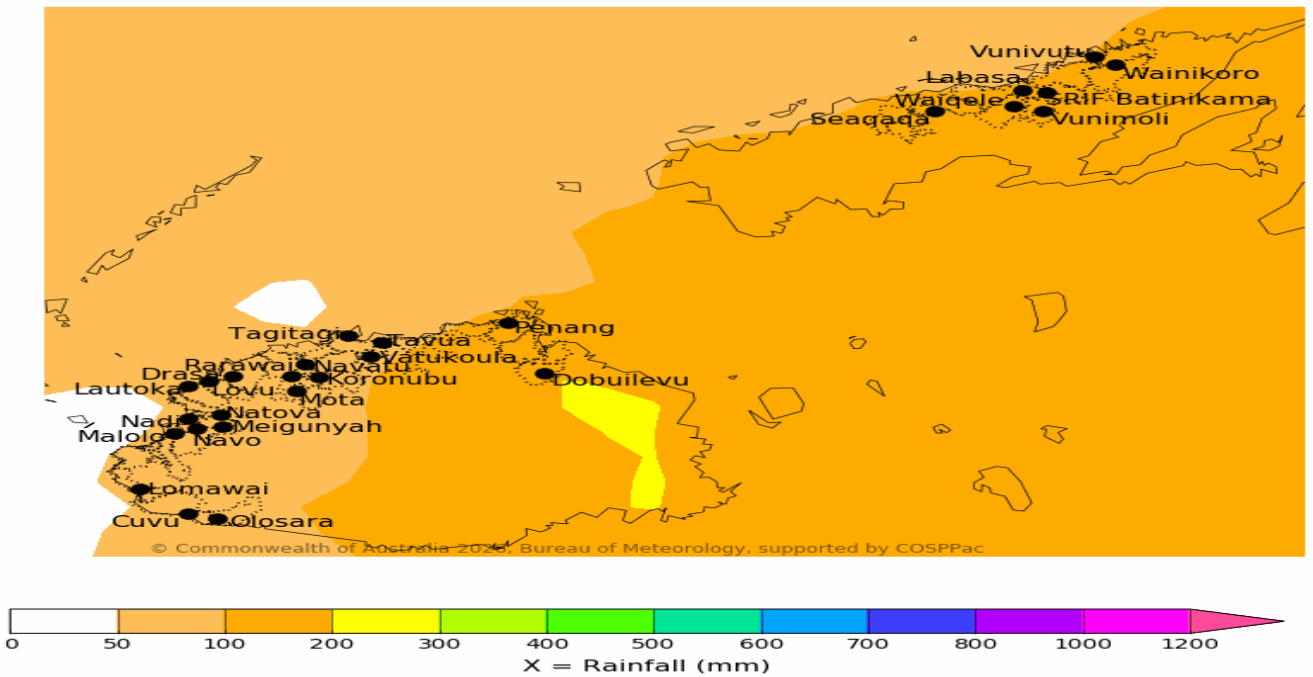 Vunivutu
Wainikoro
Labasa
SRIF Batinikama
Waiqele
Seaqaqa
Vunimoli
Penang
Tagitagi
Tavua
Vatukoula
Rarawai
Navatu
Drasa
Koronubu
Dobuilevu
Lautoka
Lovu
Mota
Natova
Nadi
Meigunyah
Malolo
Navo
Lomawai
Cuvu
Olosara
© Commonwealth of Australia 2026, Bureau of Meteorology, supported by COSPPac
0 50 100 200 300 400 500 600 700 800 1000 1200
X = Rainfall (mm)